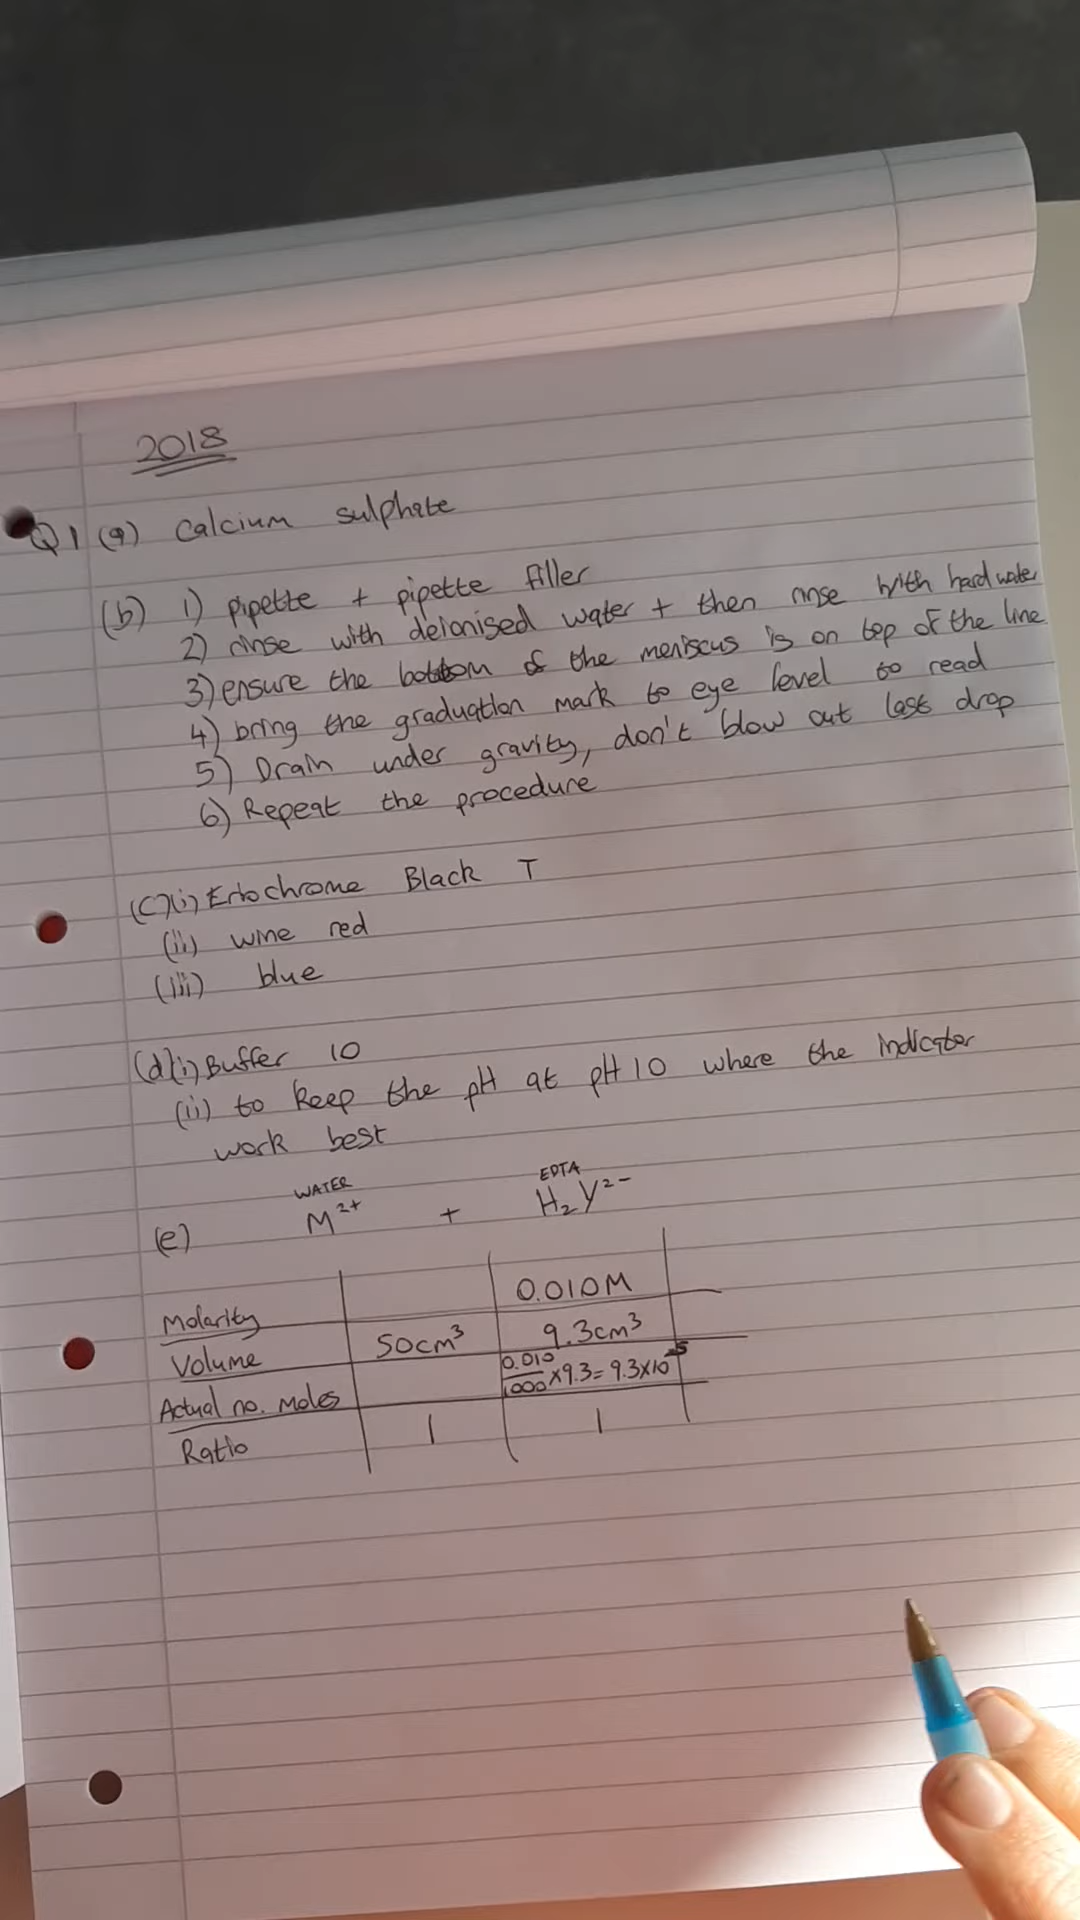 2018
Q1 (a) Calcium sulphate
(b) 1) pipette + pipette filler
2) rinse with deionised water + then rinse with hard water
3) ensure the bottom of the meniscus is on top of the line
4) bring the graduation mark to eye level to read
5) Drain under gravity, don't blow out last drop
6) Repeat the procedure
(c)(i) Eriochrome Black T
(ii) wine red
(iii) blue
(d)(i) Buffer 10
(ii) to keep the pH at pH 10 where the indicator
work best
WATER EDTA
(e) M²⁺ + H₂Y²⁻
Molarity 0.010M
Volume 50cm³ 9.3cm³
Actual no. moles 0.010/1000 × 9.3 = 9.3×10⁻⁵
Ratio 1 1